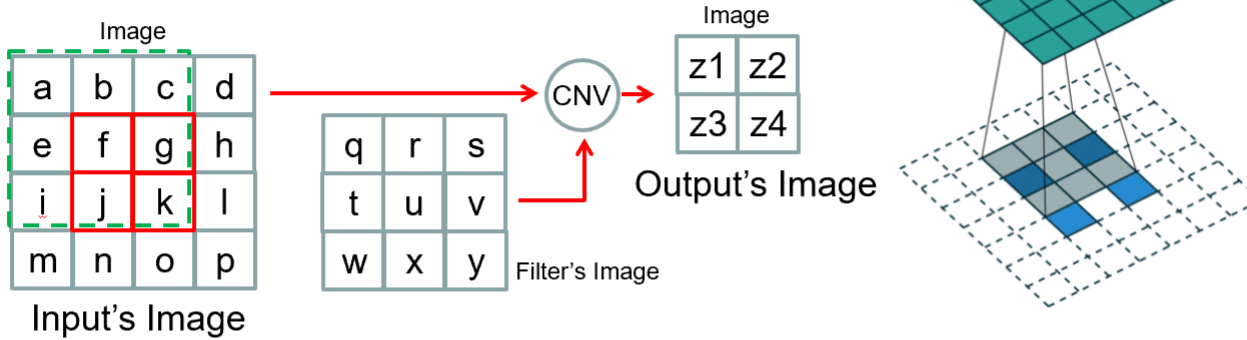 Image
a b c d
e f g h
i j k l
m n o p
Input's Image
q r s
t u v
w x y
Filter's Image
CNV
Image
z1 z2
z3 z4
Output's Image